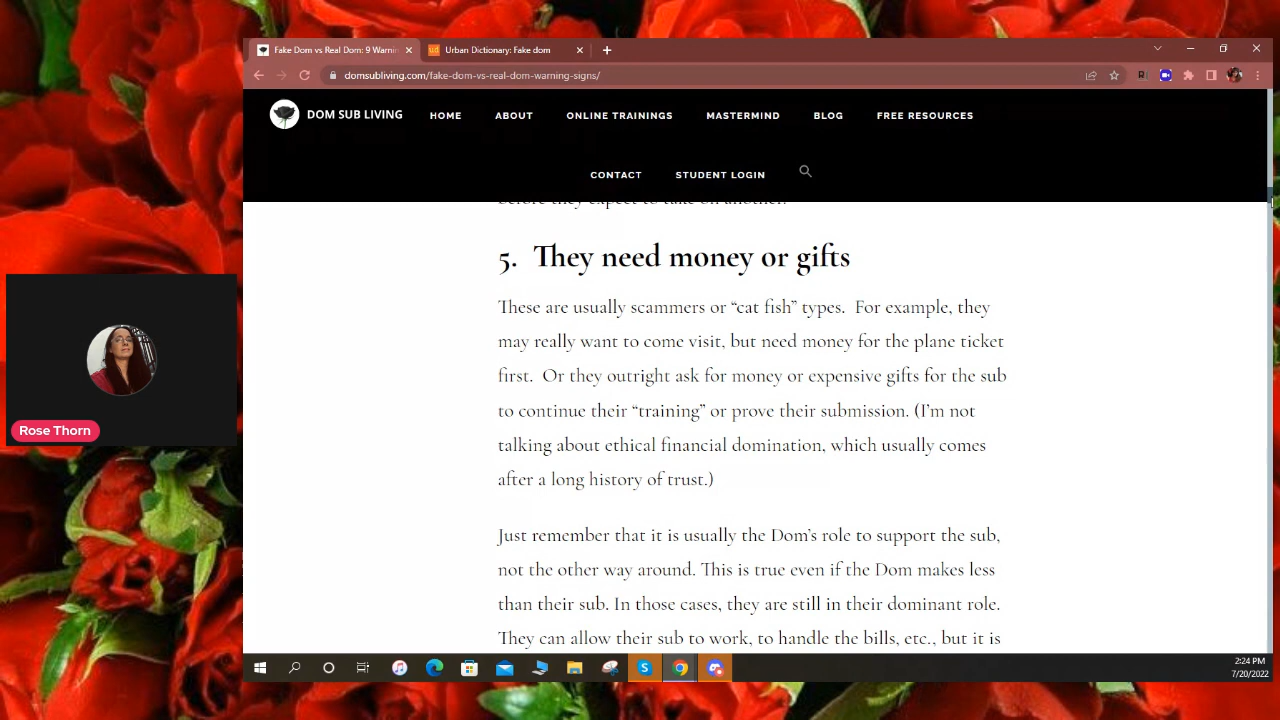 Fake Dom vs Real Dom: 9 Warnin
Urban Dictionary: Fake dom
domsubliving.com/fake-dom-vs-real-dom-warning-signs/
DOM SUB LIVING
HOME
ABOUT
ONLINE TRAININGS
MASTERMIND
BLOG
FREE RESOURCES
CONTACT
STUDENT LOGIN
before they expect to take on another.
5. They need money or gifts
These are usually scammers or “cat fish” types. For example, they
may really want to come visit, but need money for the plane ticket
first. Or they outright ask for money or expensive gifts for the sub
to continue their “training” or prove their submission. (I’m not
talking about ethical financial domination, which usually comes
after a long history of trust.)
Just remember that it is usually the Dom’s role to support the sub,
not the other way around. This is true even if the Dom makes less
than their sub. In those cases, they are still in their dominant role.
They can allow their sub to work, to handle the bills, etc., but it is
Rose Thorn
2:24 PM
7/20/2022